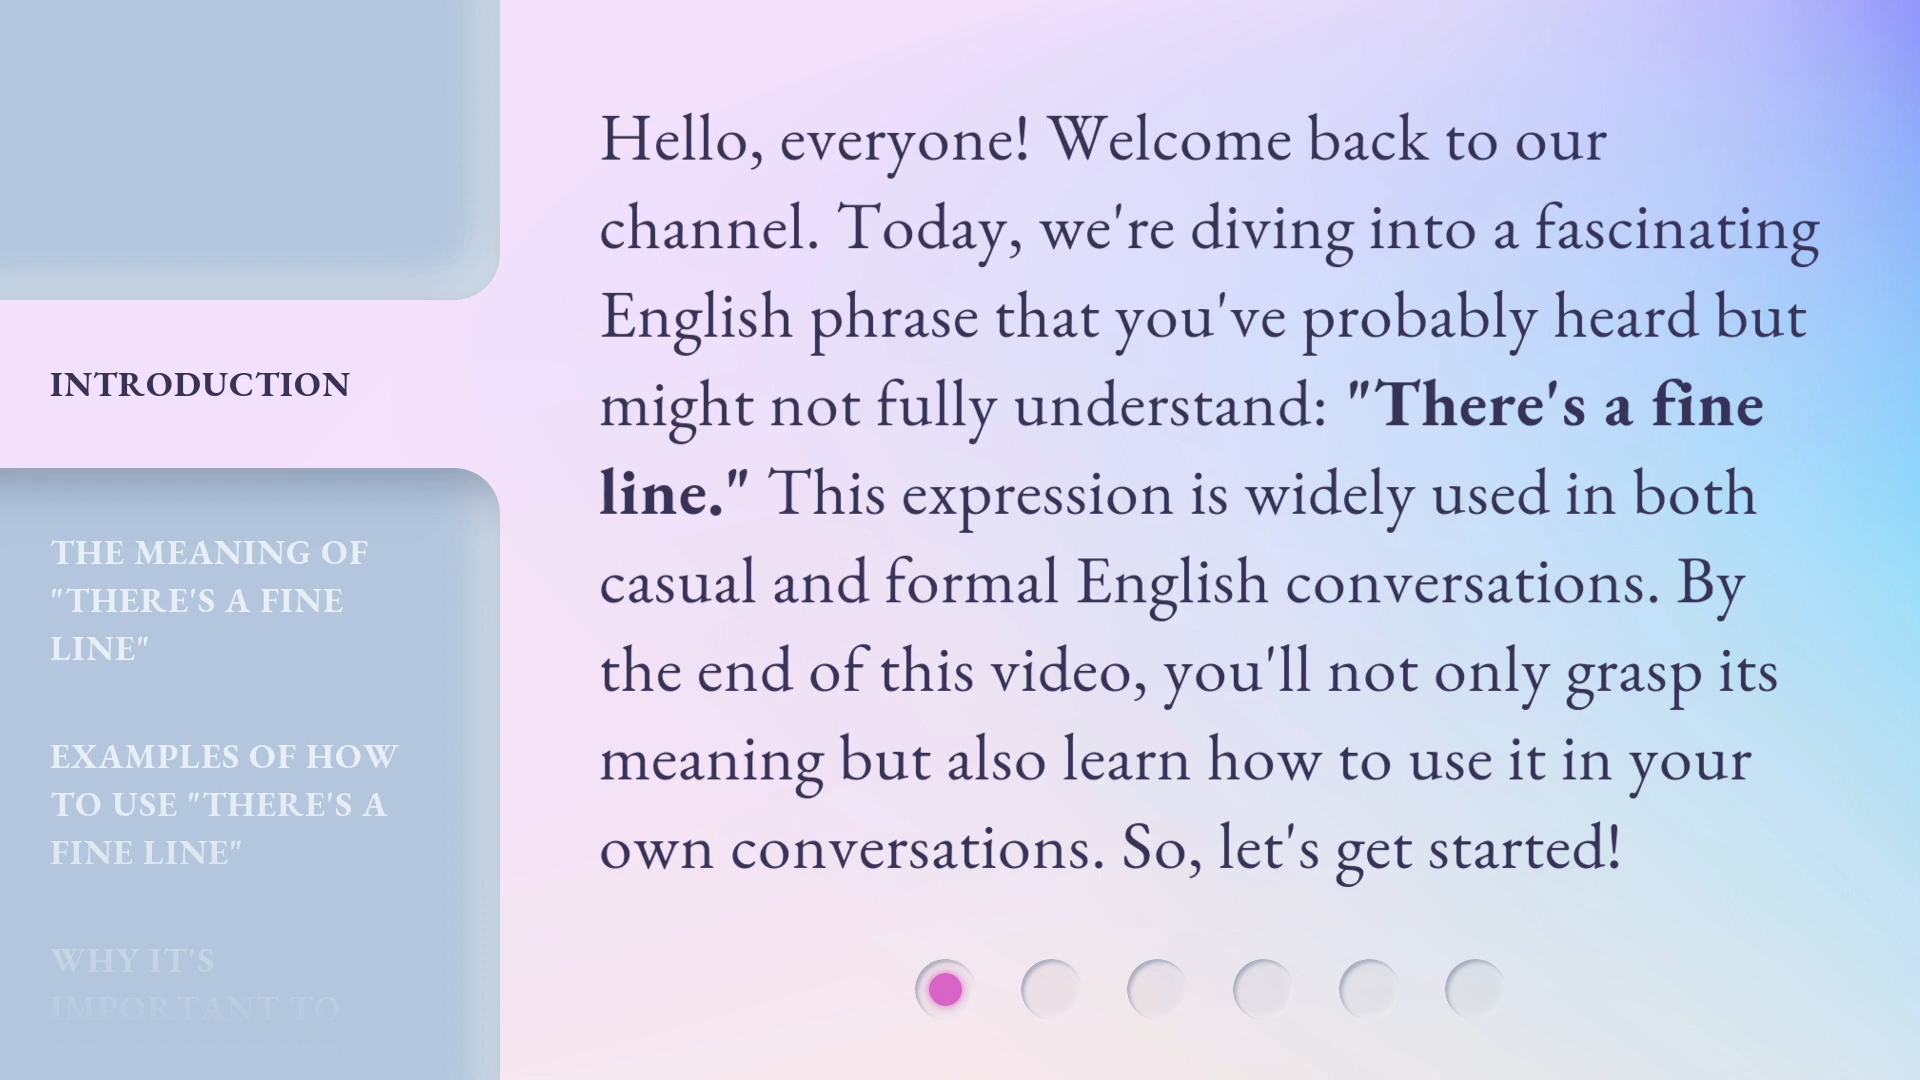 INTRODUCTION
THE MEANING OF
"THERE'S A FINE
LINE"
EXAMPLES OF HOW
TO USE "THERE'S A
FINE LINE"
WHY IT'S
IMPORTANT TO
Hello, everyone! Welcome back to our
channel. Today, we're diving into a fascinating
English phrase that you've probably heard but
might not fully understand: "There's a fine
line." This expression is widely used in both
casual and formal English conversations. By
the end of this video, you'll not only grasp its
meaning but also learn how to use it in your
own conversations. So, let's get started!